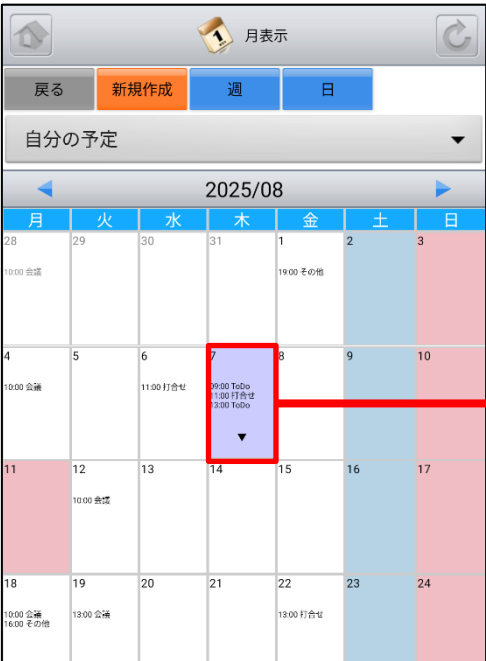 月表示
戻る 新規作成 週 日
自分の予定
2025/08
月 火 水 木 金 土 日
28 29 30 31 1 2 3
10:00 会議 19:00 その他
4 5 6 7 8 9 10
10:00 会議 11:00 打合せ 09:00 ToDo
11:00 打合せ
13:00 ToDo
11 12 13 14 15 16 17
10:00 会議
18 19 20 21 22 23 24
10:00 会議 13:00 会議 13:00 打合せ
16:00 その他